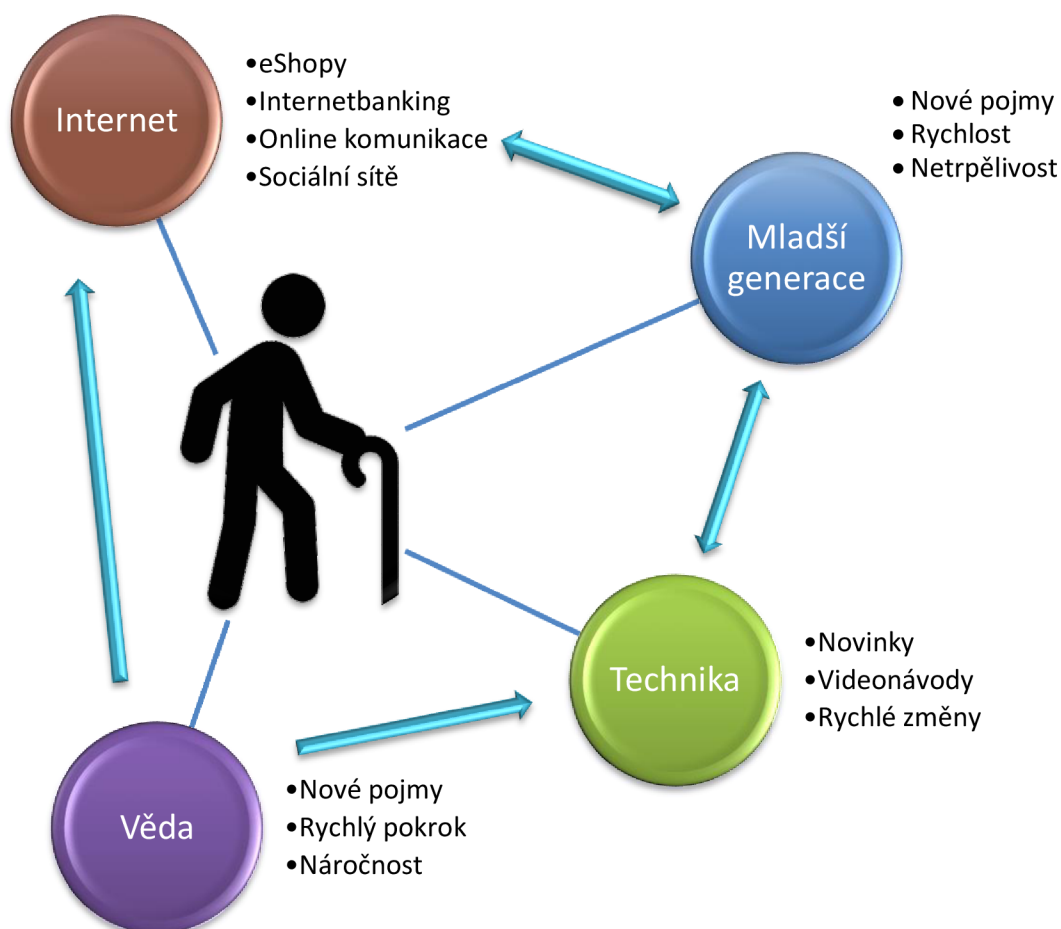 Internet
•eShopy
•Internetbanking
•Online komunikace
•Sociální sítě
• Nové pojmy
• Rychlost
• Netrpělivost
Mladší
generace
Technika
•Novinky
•Videonávody
•Rychlé změny
Věda
•Nové pojmy
•Rychlý pokrok
•Náročnost